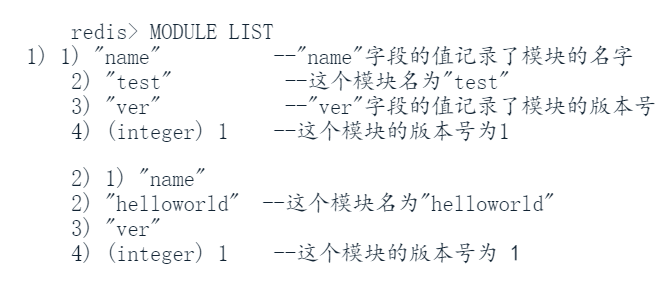 redis> MODULE LIST
1) 1) "name" --"name"字段的值记录了模块的名字
2) "test" --这个模块名为"test"
3) "ver" --"ver"字段的值记录了模块的版本号
4) (integer) 1 --这个模块的版本号为1
2) 1) "name"
2) "helloworld" --这个模块名为"helloworld"
3) "ver"
4) (integer) 1 --这个模块的版本号为 1